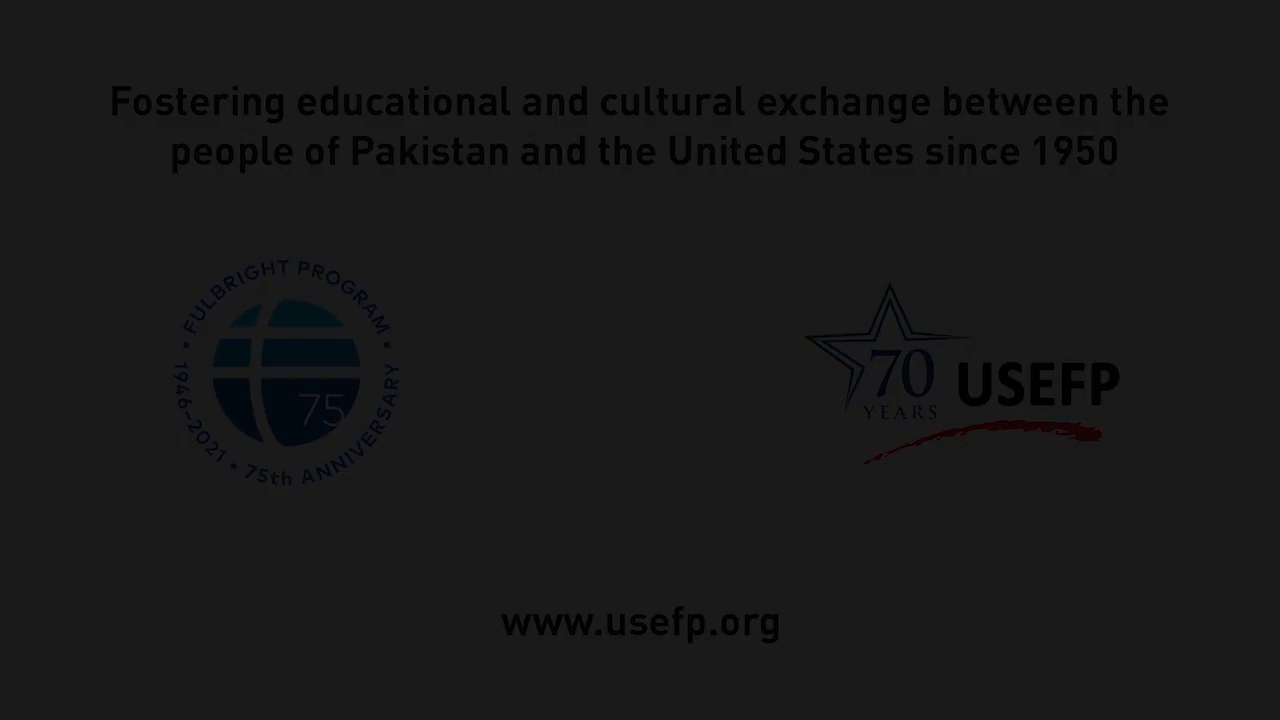 Fostering educational and cultural exchange between the
people of Pakistan and the United States since 1950
• FULBRIGHT PROGRAM •
1946–2021 • 75th ANNIVERSARY
75
70
YEARS
USEFP
www.usefp.org